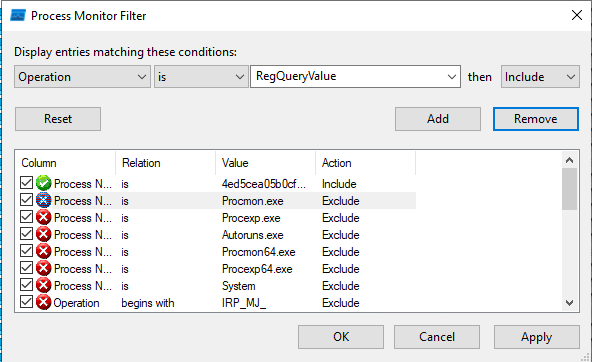 Process Monitor Filter
Display entries matching these conditions:
Operation is RegQueryValue then Include
Reset Add Remove
Column Relation Value Action
Process N... is 4ed5cea05b0cf... Include
Process N... is Procmon.exe Exclude
Process N... is Procexp.exe Exclude
Process N... is Autoruns.exe Exclude
Process N... is Procmon64.exe Exclude
Process N... is Procexp64.exe Exclude
Process N... is System Exclude
Operation begins with IRP_MJ_ Exclude
OK Cancel Apply